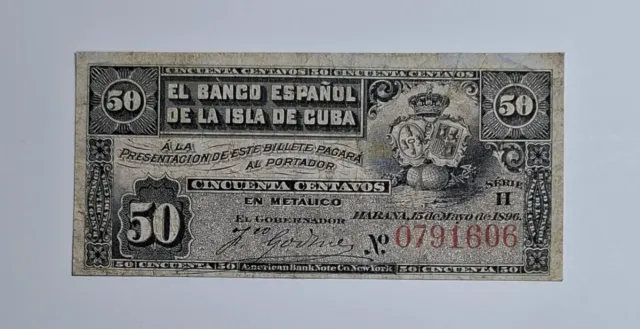 CINCUENTA CENTAVOS 50 CINCUENTA CENTAVOS
50
EL BANCO ESPAÑOL
DE LA ISLA DE CUBA
50
Á LA
PRESENTACION DE ESTE BILLETE PAGARÁ
AL PORTADOR
CINCUENTA CENTAVOS
EN METALICO
SERIE
H
EL GOBERNADOR
HABANA, 15 de Mayo de 1896.
50
No. 0791606
50 CINCUENTA 50
American Bank Note Co. New York
50 CINCUENTA 50